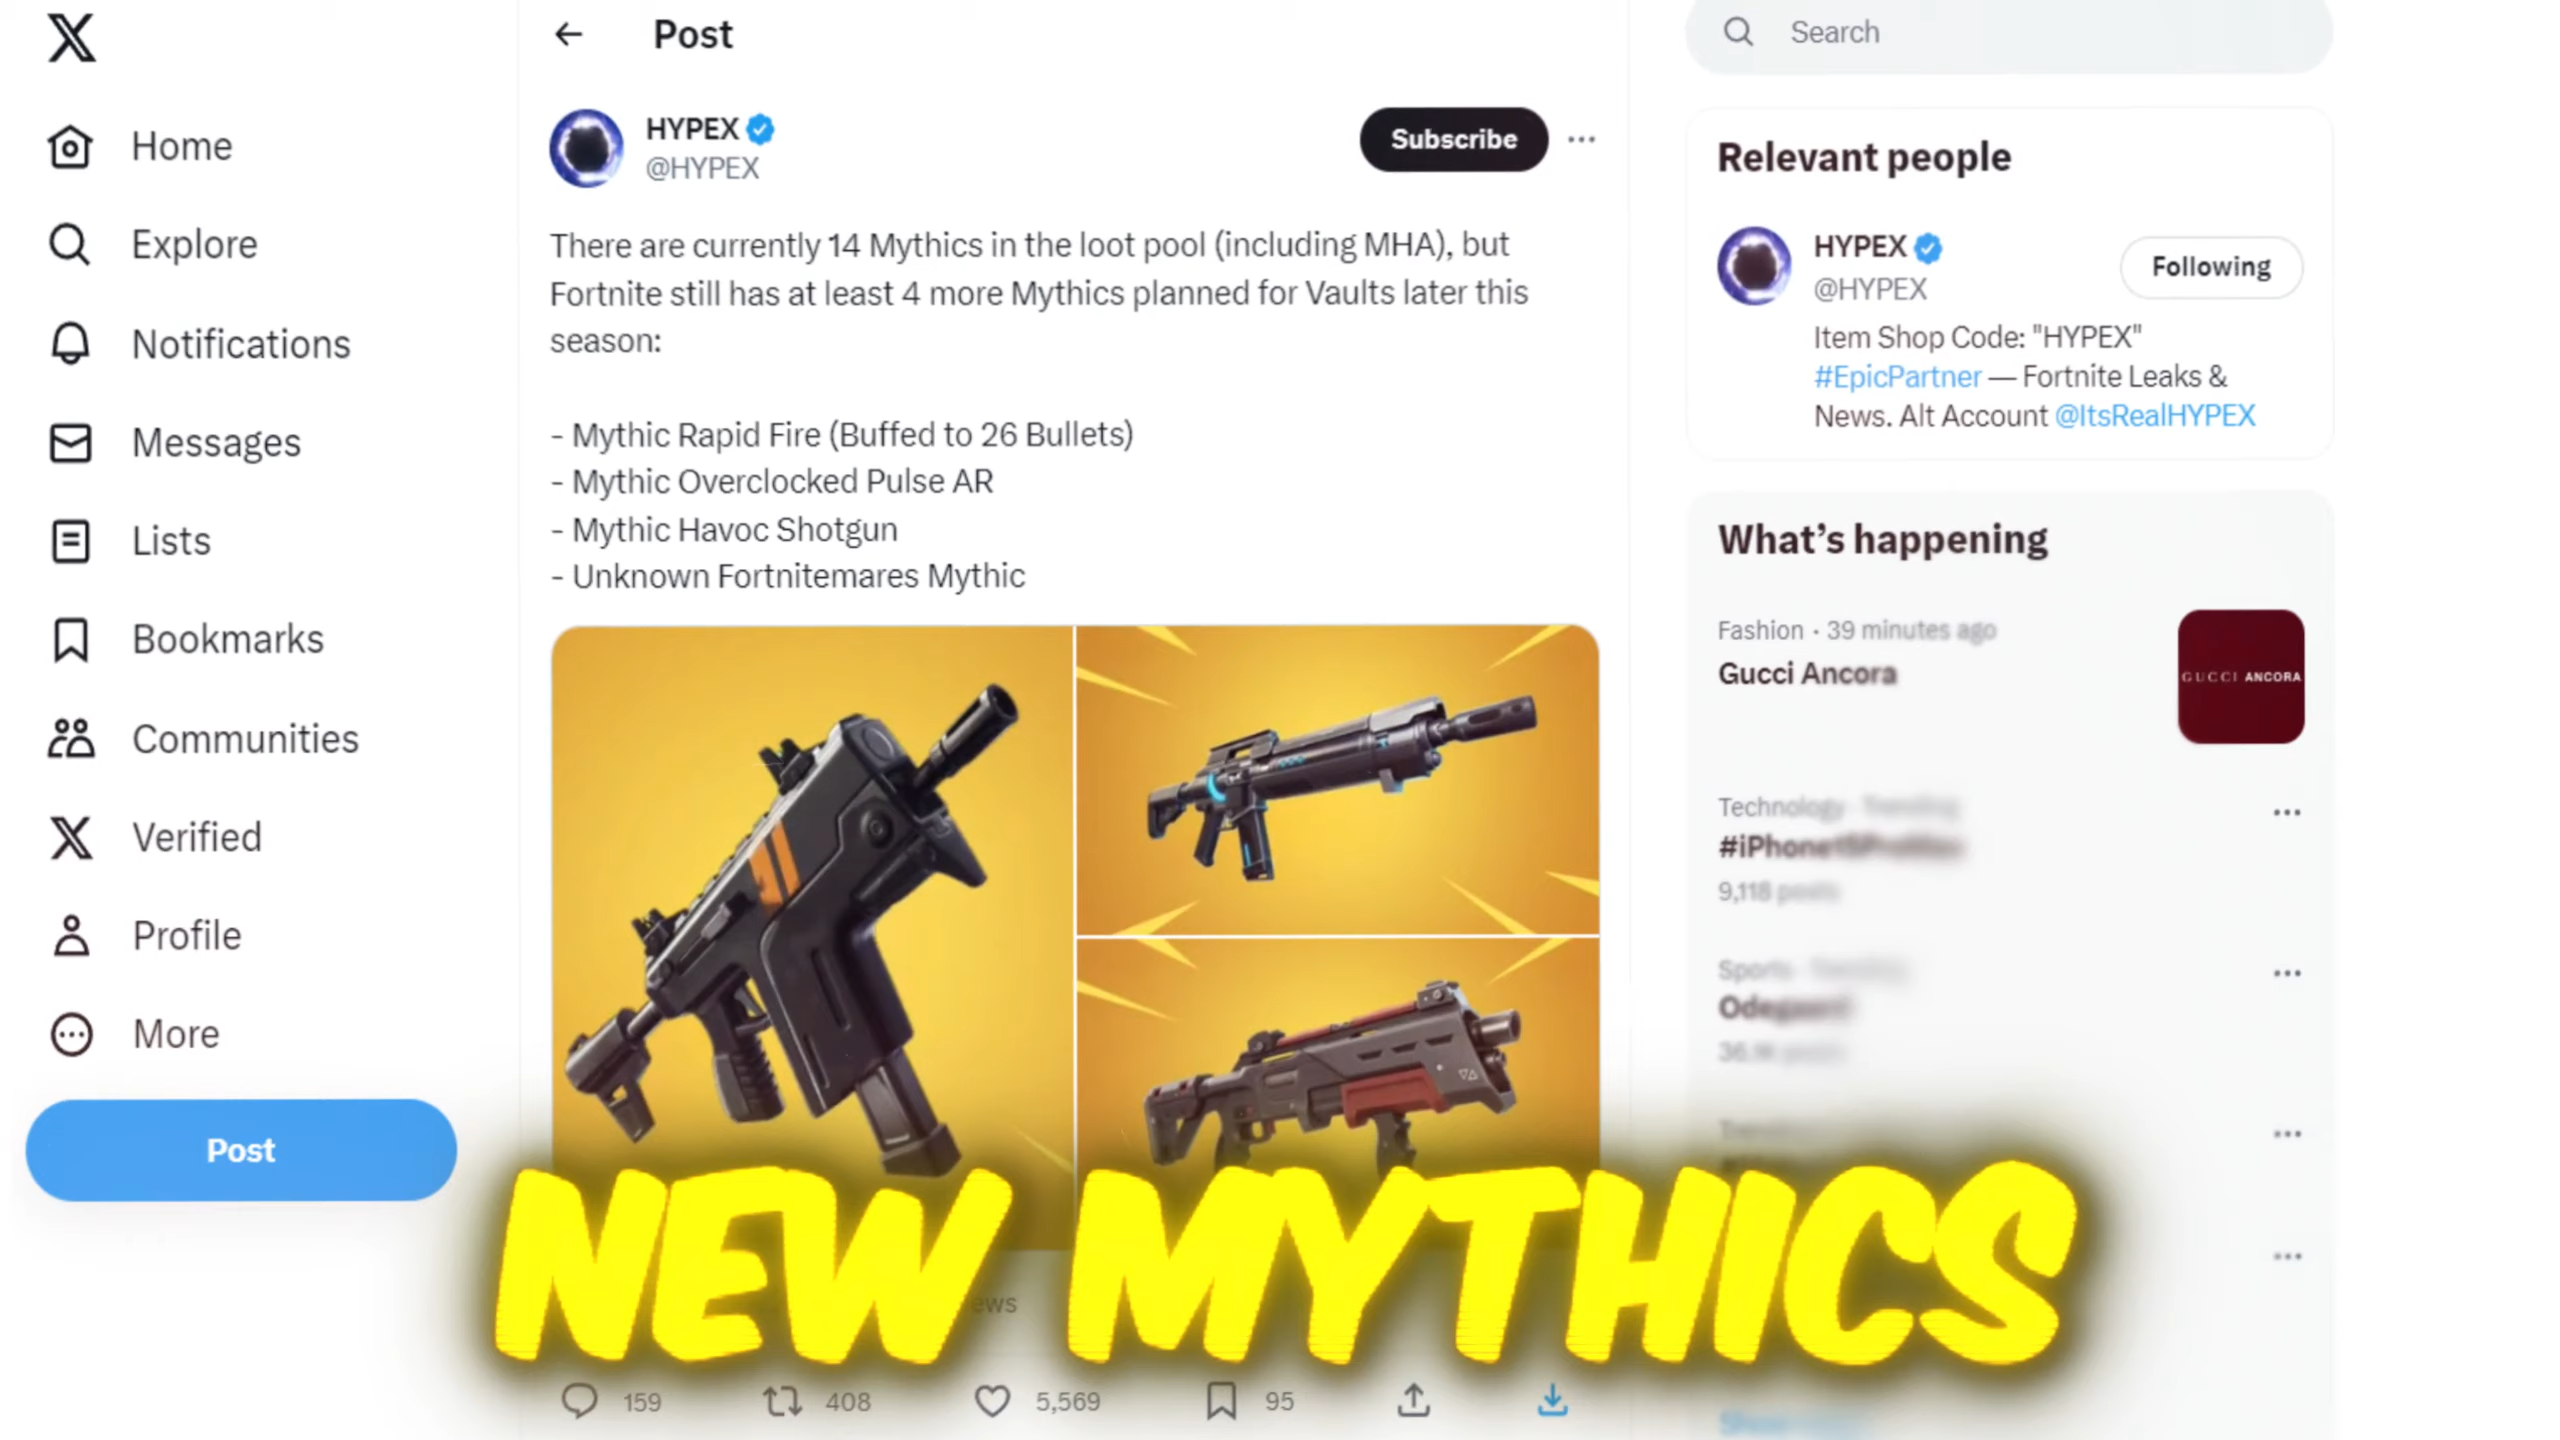 Post
Search
Home
Explore
Notifications
Messages
Lists
Bookmarks
Communities
Verified
Profile
More
Post
HYPEX
@HYPEX
Subscribe
There are currently 14 Mythics in the loot pool (including MHA), but
Fortnite still has at least 4 more Mythics planned for Vaults later this
season:
- Mythic Rapid Fire (Buffed to 26 Bullets)
- Mythic Overclocked Pulse AR
- Mythic Havoc Shotgun
- Unknown Fortnitemares Mythic
NEW MYTHICS
159
408
5,569
95
Relevant people
HYPEX
@HYPEX
Following
Item Shop Code: "HYPEX"
#EpicPartner — Fortnite Leaks &
News. Alt Account @ItsRealHYPEX
What's happening
Fashion · 39 minutes ago
Gucci Ancora
GUCCI ANCORA
Technology · Trending
9,118 posts
Sports
Odegaard